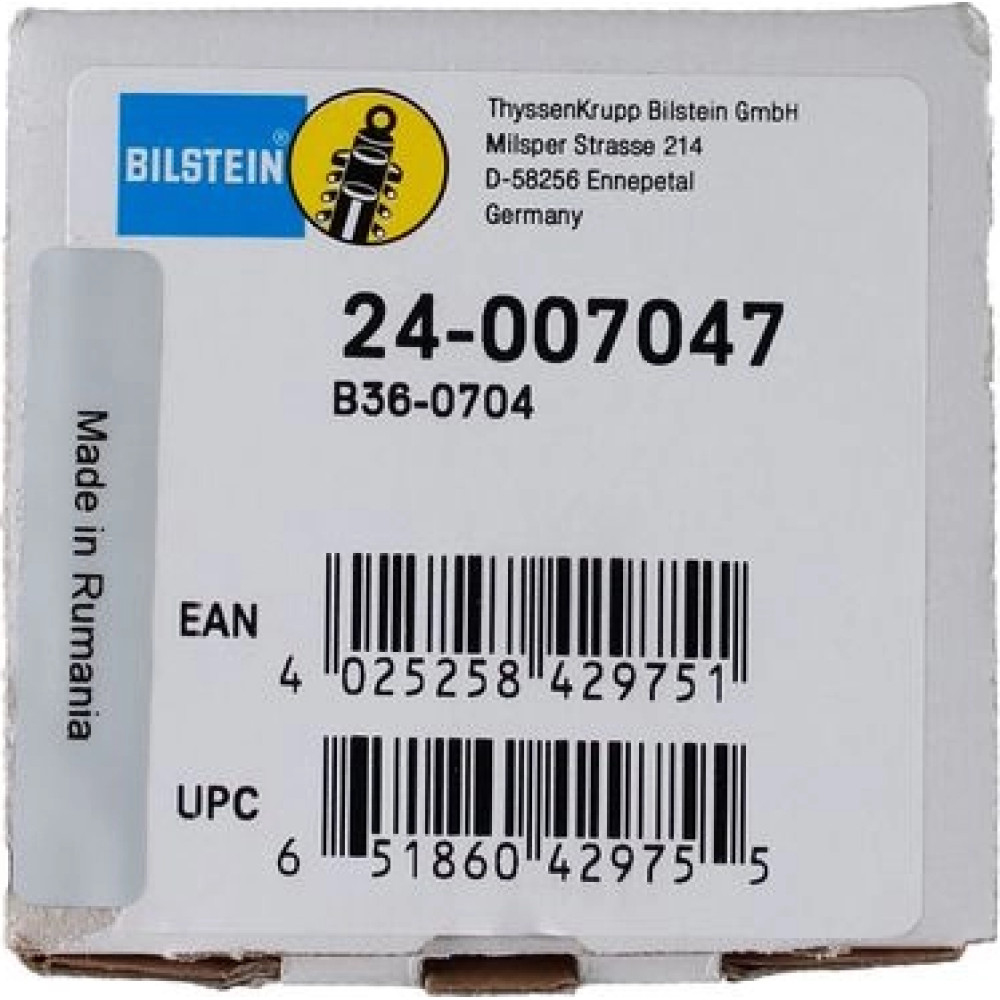 BILSTEIN®
ThyssenKrupp Bilstein GmbH
Milsper Strasse 214
D-58256 Ennepetal
Germany
24-007047
B36-0704
Made in Rumania
EAN
4 025258 429751
UPC
6 51860 42975 5